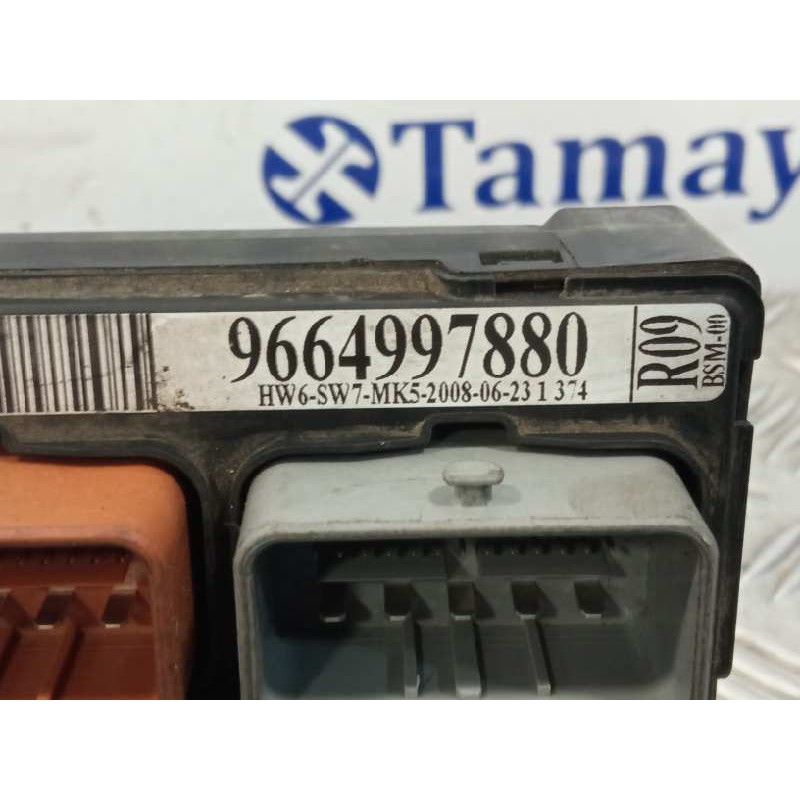 Tamay
9664997880
HW6-SW7-MK5-2008-06-23 1 374
R09
BSM-00